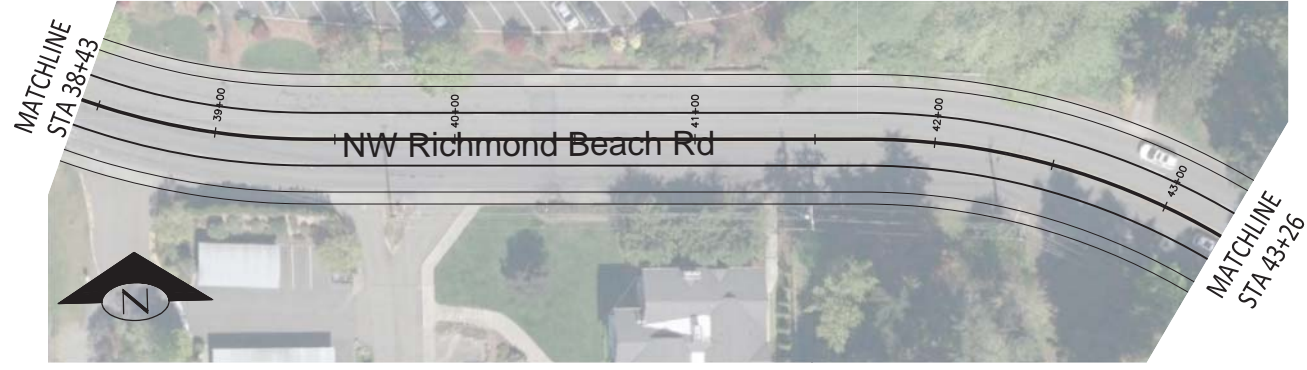 MATCHLINE
STA 38+43
39+00
40+00
41+00
42+00
43+00
NW Richmond Beach Rd
MATCHLINE
STA 43+26
N